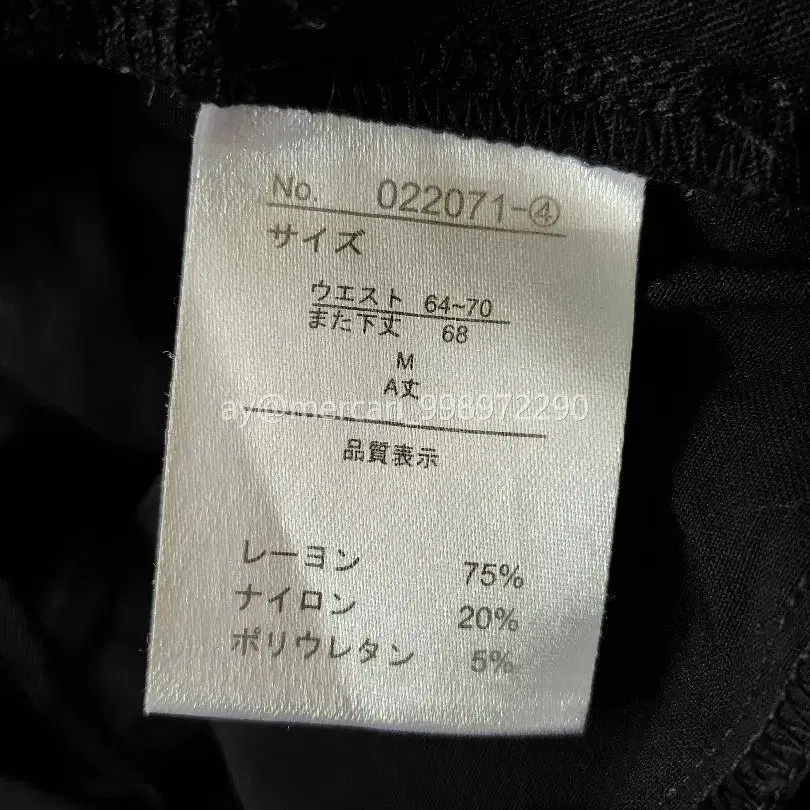 No. 022071-④
サイズ
ウエスト 64~70
また下丈 68
M
A丈
ay@mercari_998972290
品質表示
レーヨン 75%
ナイロン 20%
ポリウレタン 5%